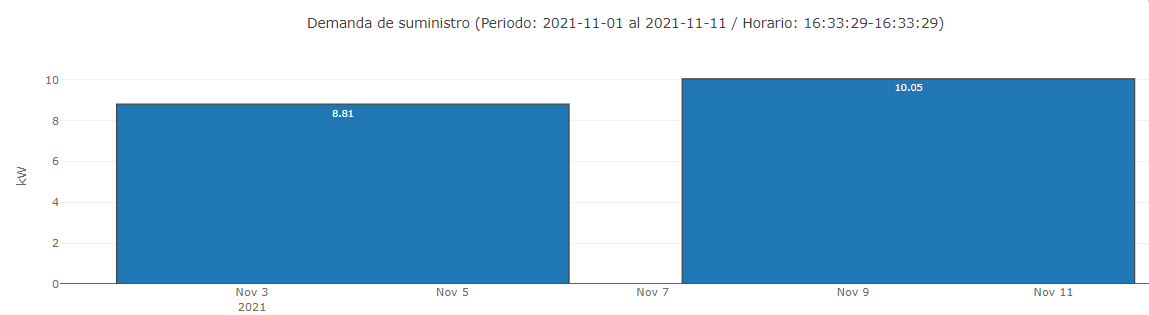 Demanda de suministro (Periodo: 2021-11-01 al 2021-11-11 / Horario: 16:33:29-16:33:29)
10
8
6
4
2
0
kW
8.81
10.05
Nov 3
2021
Nov 5
Nov 7
Nov 9
Nov 11